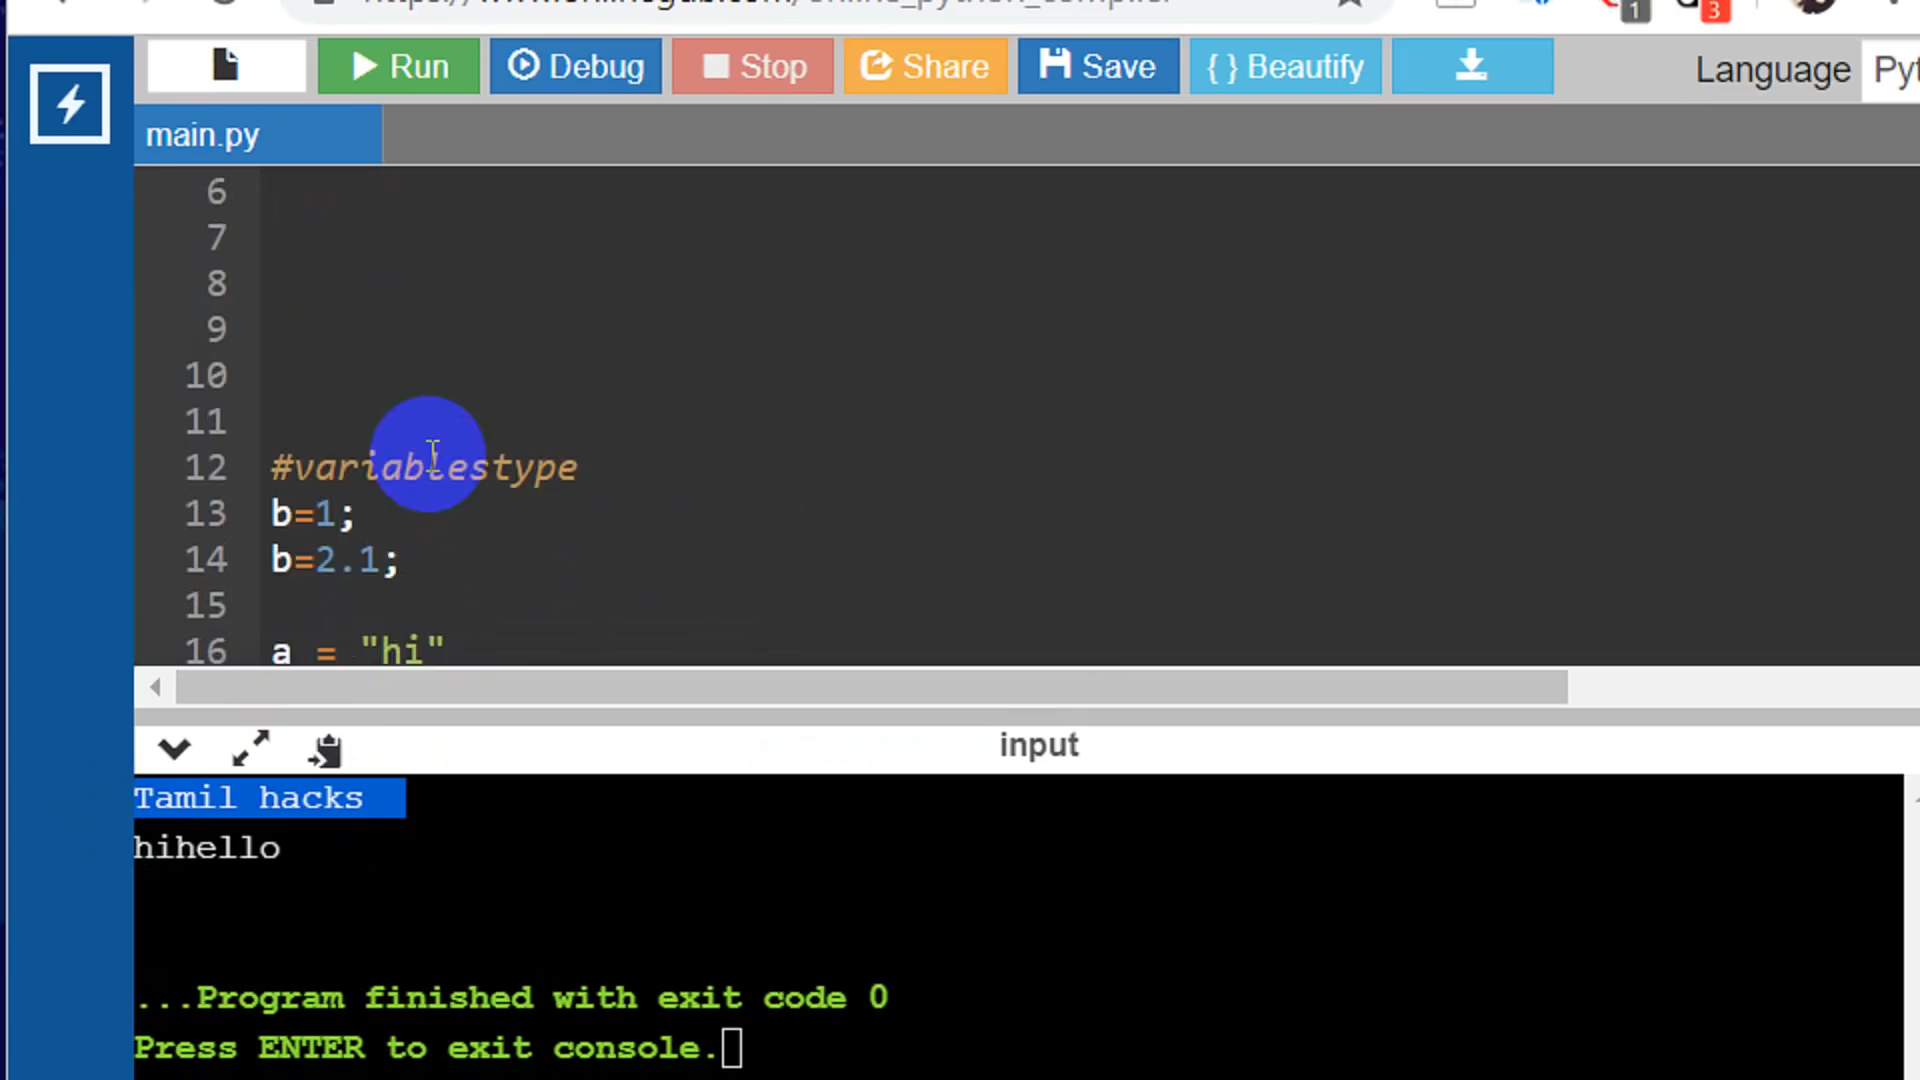 Run Debug Stop Share Save { } Beautify Language
main.py
6
7
8
9
10
11
12 #variablestype
13 b=1;
14 b=2.1;
15
16 a = "hi"
input
Tamil hacks
hihello
...Program finished with exit code 0
Press ENTER to exit console.
1
3